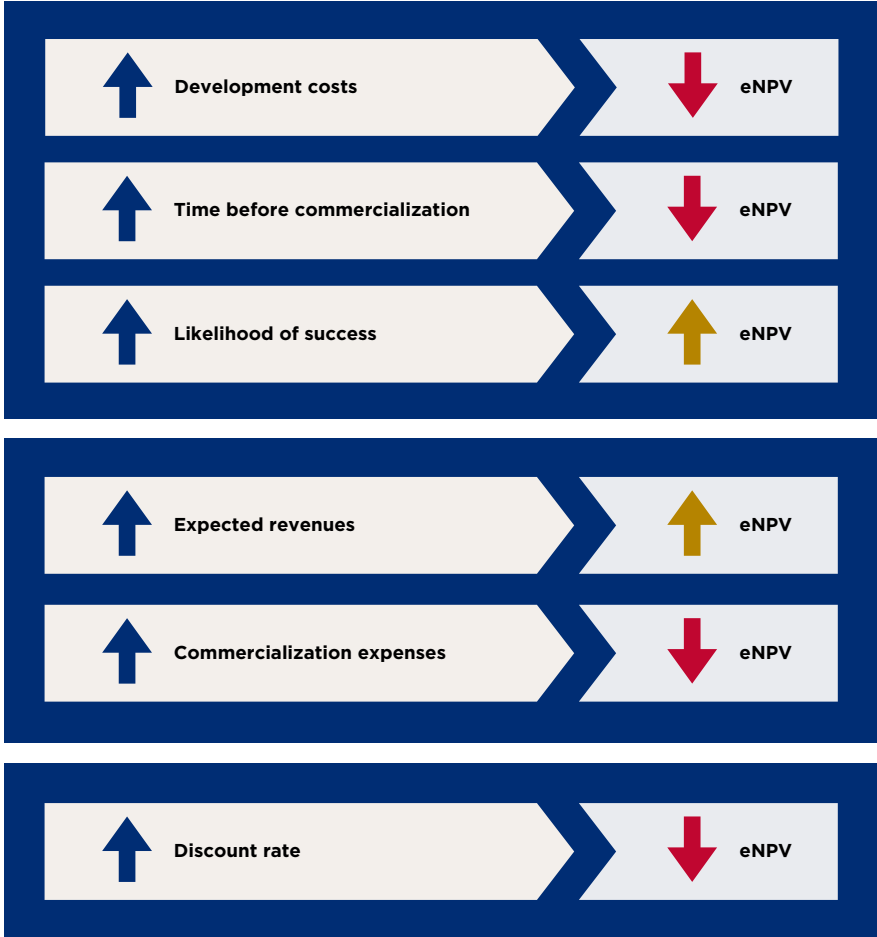 Development costs
eNPV
Time before commercialization
eNPV
Likelihood of success
eNPV
Expected revenues
eNPV
Commercialization expenses
eNPV
Discount rate
eNPV